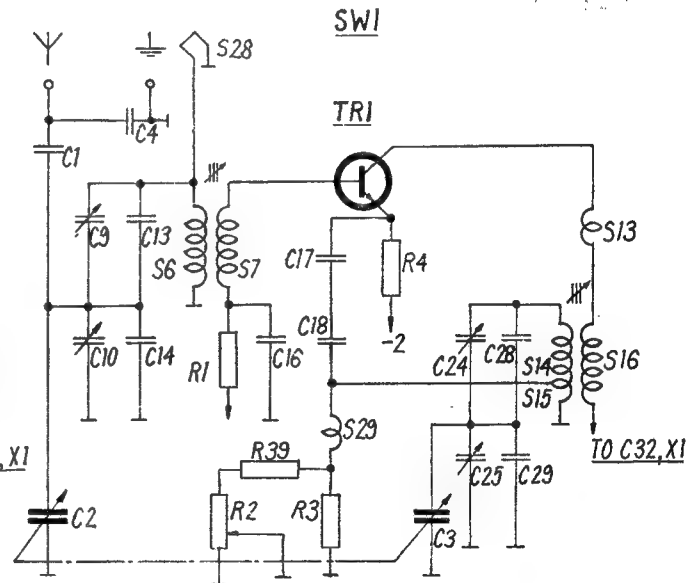 SW1
S28
C4
TR1
C1
C9
C13
S6
S7
S13
C17
R4
C10
C14
R1
C16
C18
-2
C24
C28
S14
S15
S16
S29
R39
TO C32, X1
, X1
C25
C29
C2
R2
R3
C3